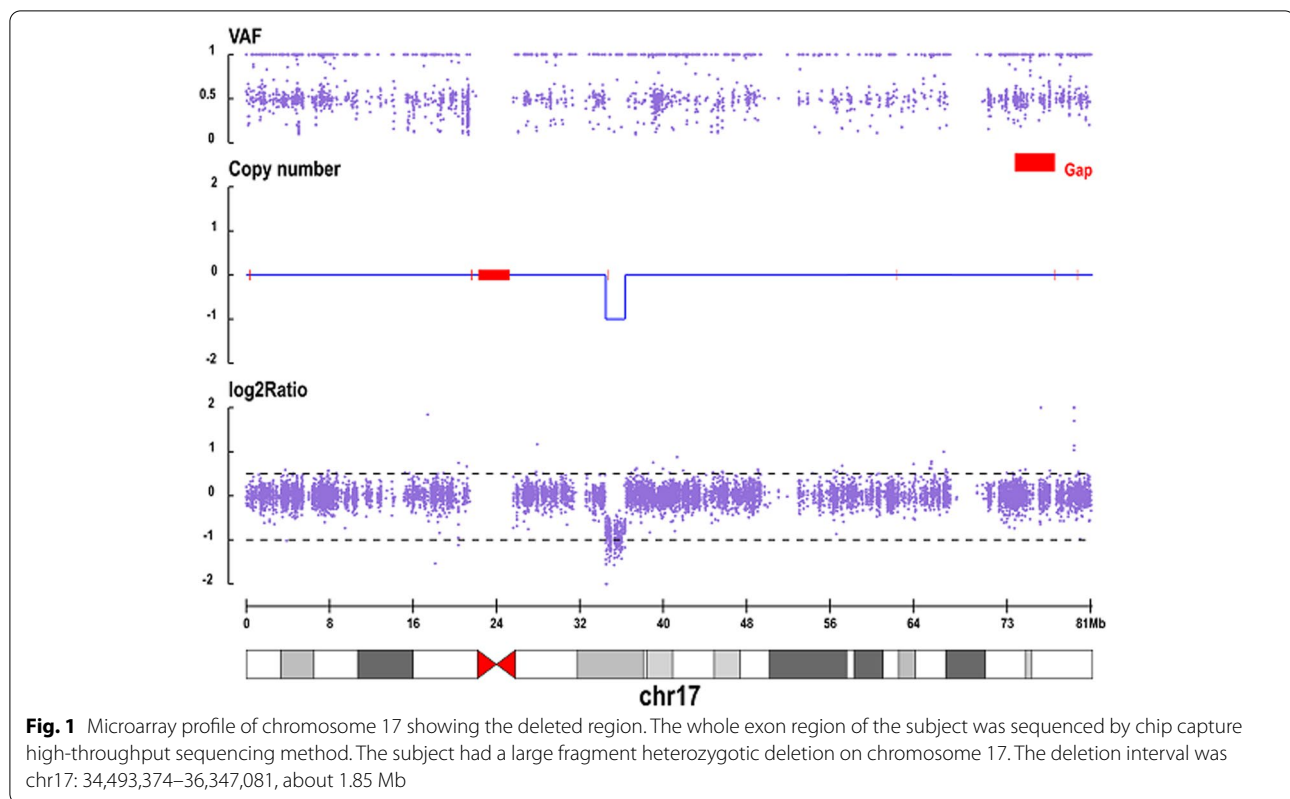 VAF
1
0.5
0
Copy number
Gap
2
1
0
-1
-2
log2Ratio
2
1
0
-1
-2
0 8 16 24 32 40 48 56 64 73 81Mb
chr17
Fig. 1 Microarray profile of chromosome 17 showing the deleted region. The whole exon region of the subject was sequenced by chip capture
high-throughput sequencing method. The subject had a large fragment heterozygotic deletion on chromosome 17. The deletion interval was
chr17: 34,493,374–36,347,081, about 1.85 Mb